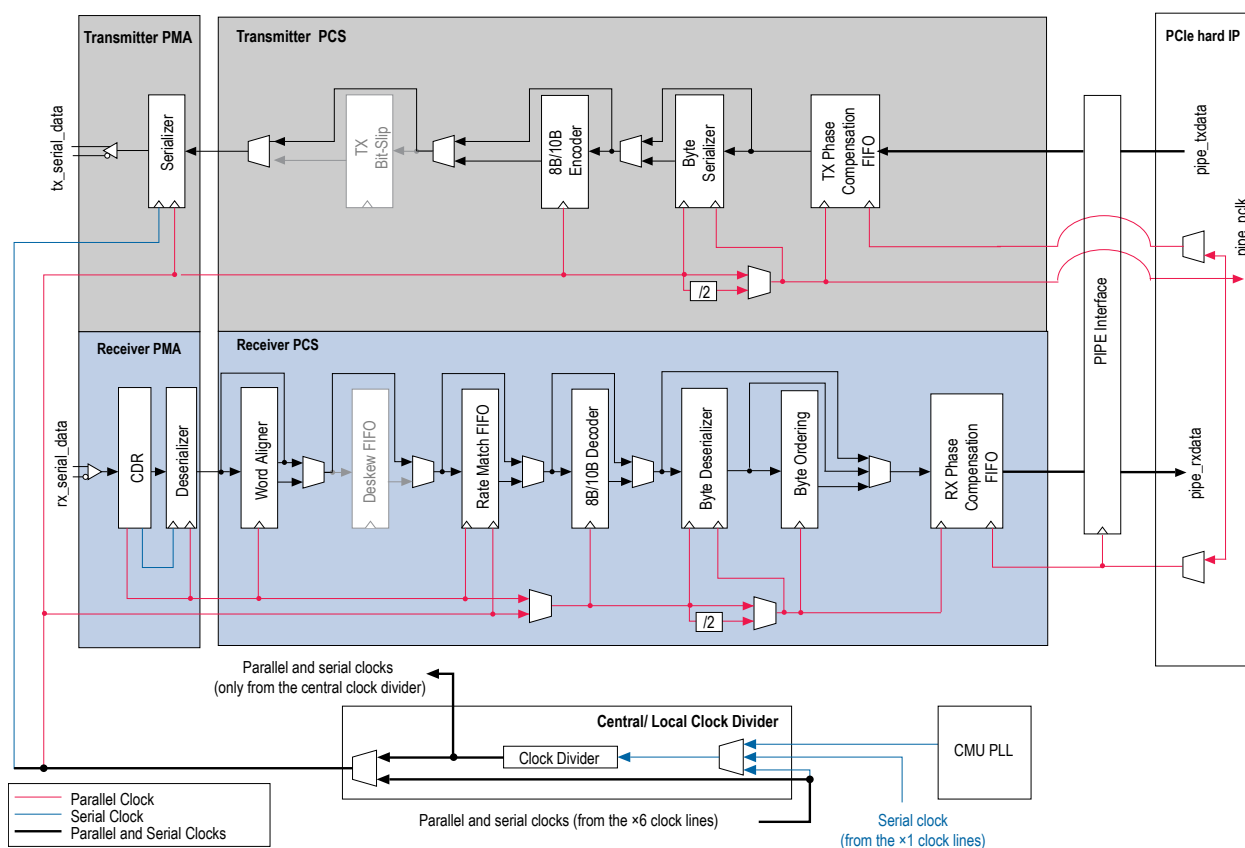 Transmitter PMA
Transmitter PCS
PCIe hard IP
tx_serial_data
Serializer
TX
Bit-Slip
8B/10B
Encoder
Byte
Serializer
TX Phase
Compensation
FIFO
pipe_txdata
pipe_pclk
/2
PIPE Interface
Receiver PMA
Receiver PCS
rx_serial_data
CDR
Deserializer
Word Aligner
Deskew FIFO
Rate Match FIFO
8B/10B Decoder
Byte Deserializer
Byte Ordering
RX Phase
Compensation
FIFO
pipe_rxdata
/2
Parallel and serial clocks
(only from the central clock divider)
Central/ Local Clock Divider
Clock Divider
CMU PLL
Parallel Clock
Serial Clock
Parallel and Serial Clocks
Parallel and serial clocks (from the ×6 clock lines)
Serial clock
(from the ×1 clock lines)